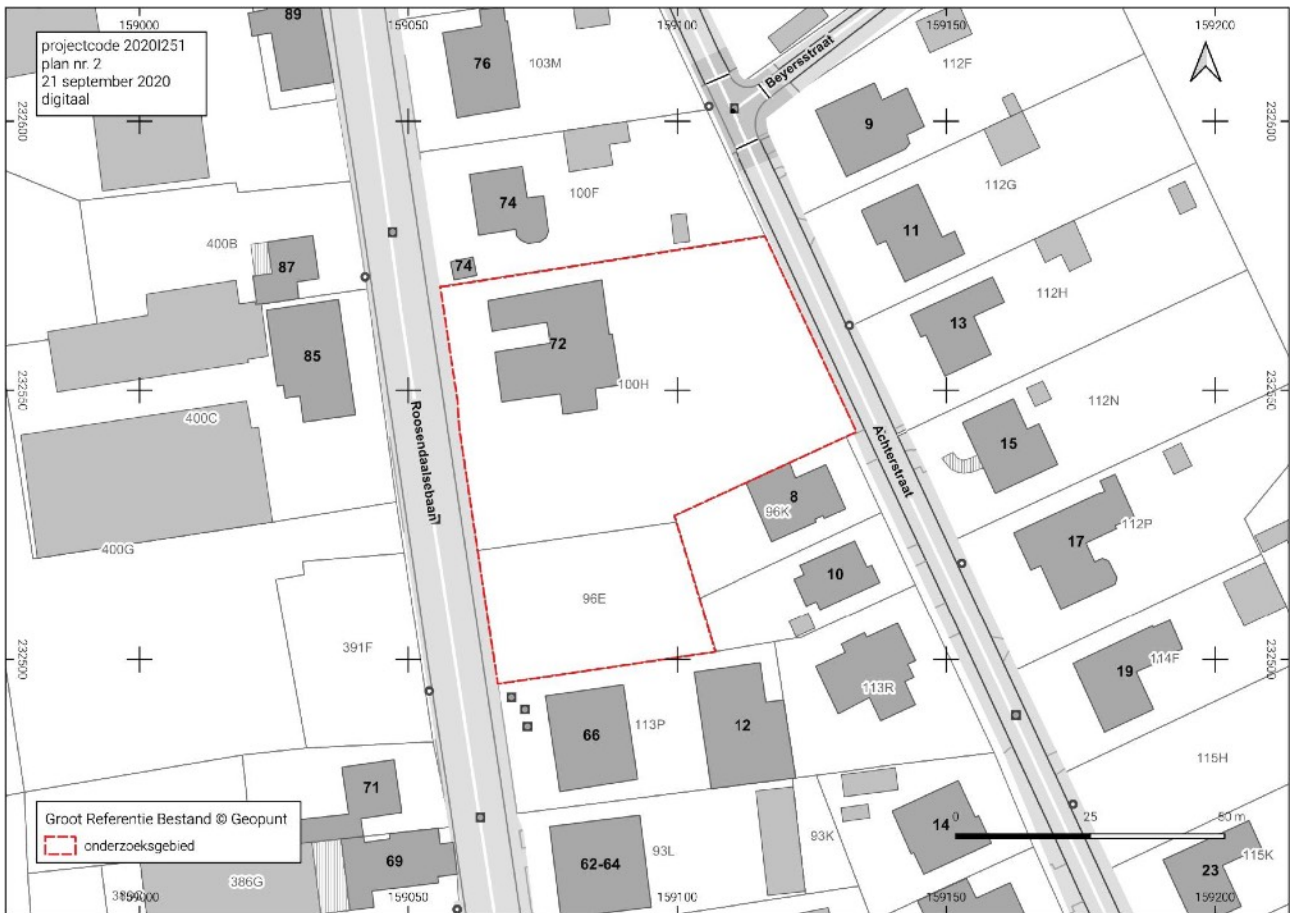 159000
159050
159100
159150
159200
projectcode 2020I251
plan nr. 2
21 september 2020
digitaal
89
76
103M
Beyersstraat
112F
232600
232600
9
112G
74
100F
11
400B
87
74
112H
13
85
72
100H
232550
232550
400C
112N
Roosendaalsebaan
Achterstraat
15
8
96K
112P
17
400G
10
96E
391F
232500
232500
114F
19
113R
66
113P
12
115H
71
Groot Referentie Bestand © Geopunt
onderzoeksgebied
0
25
50 m
14
93K
62-64
93L
69
386G
115K
23
159000
159050
159100
159150
159200